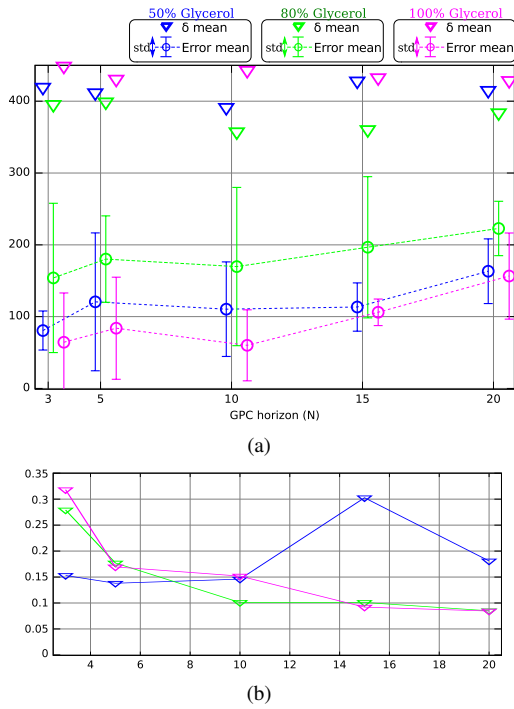 50% Glycerol 80% Glycerol 100% Glycerol
δ mean δ mean δ mean
std Error mean std Error mean std Error mean
400
300
200
100
0
3 5 10 15 20
GPC horizon (N)
(a)
0.35
0.3
0.25
0.2
0.15
0.1
0.05
0
4 6 8 10 12 14 16 18 20
(b)